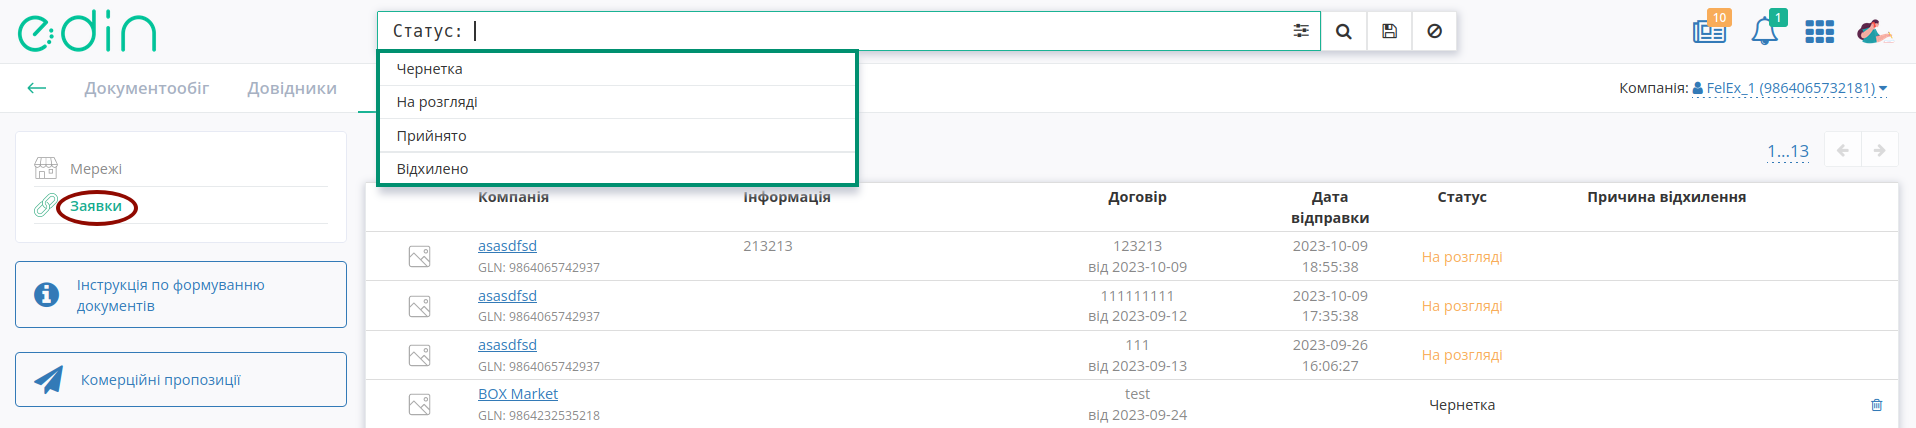 edin
Статус:
10
1
Чернетка
На розгляді
Прийнято
Відхилено
Документообіг
Довідники
Компанія: FelEx_1 (9864065732181)
Мережі
Заявки
1...13
Інструкція по формуванню
документів
Комерційні пропозиції
Компанія Інформація Договір Дата відправки Статус Причина відхилення
asasdfsd 213213 123213 2023-10-09
GLN: 9864065742937 від 2023-10-09 18:55:38 На розгляді
asasdfsd 111111111 2023-10-09
GLN: 9864065742937 від 2023-09-12 17:35:38 На розгляді
asasdfsd 111 2023-09-26
GLN: 9864065742937 від 2023-09-13 16:06:27 На розгляді
BOX Market test
GLN: 9864232535218 від 2023-09-24 Чернетка